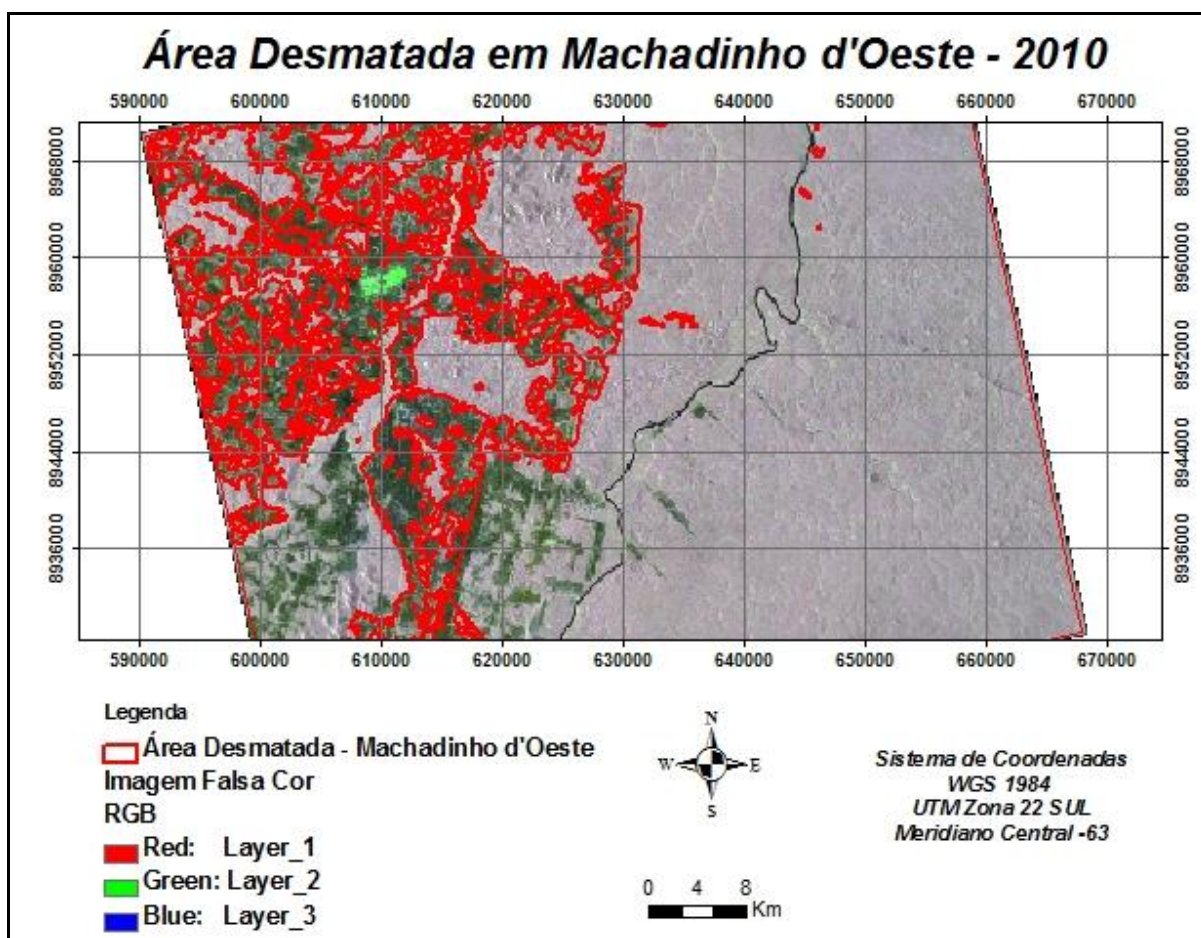 Área Desmatada em Machadinho d'Oeste - 2010
590000 600000 610000 620000 630000 640000 650000 660000 670000
8968000 8968000
8960000 8960000
8952000 8952000
8944000 8944000
8936000 8936000
590000 600000 610000 620000 630000 640000 650000 660000 670000
Legenda
Área Desmatada - Machadinho d'Oeste
Imagem Falsa Cor
RGB
Red: Layer_1
Green: Layer_2
Blue: Layer_3
N
W E
S
0 4 8
Km
Sistema de Coordenadas
WGS 1984
UTM Zona 22 SUL
Meridiano Central -63